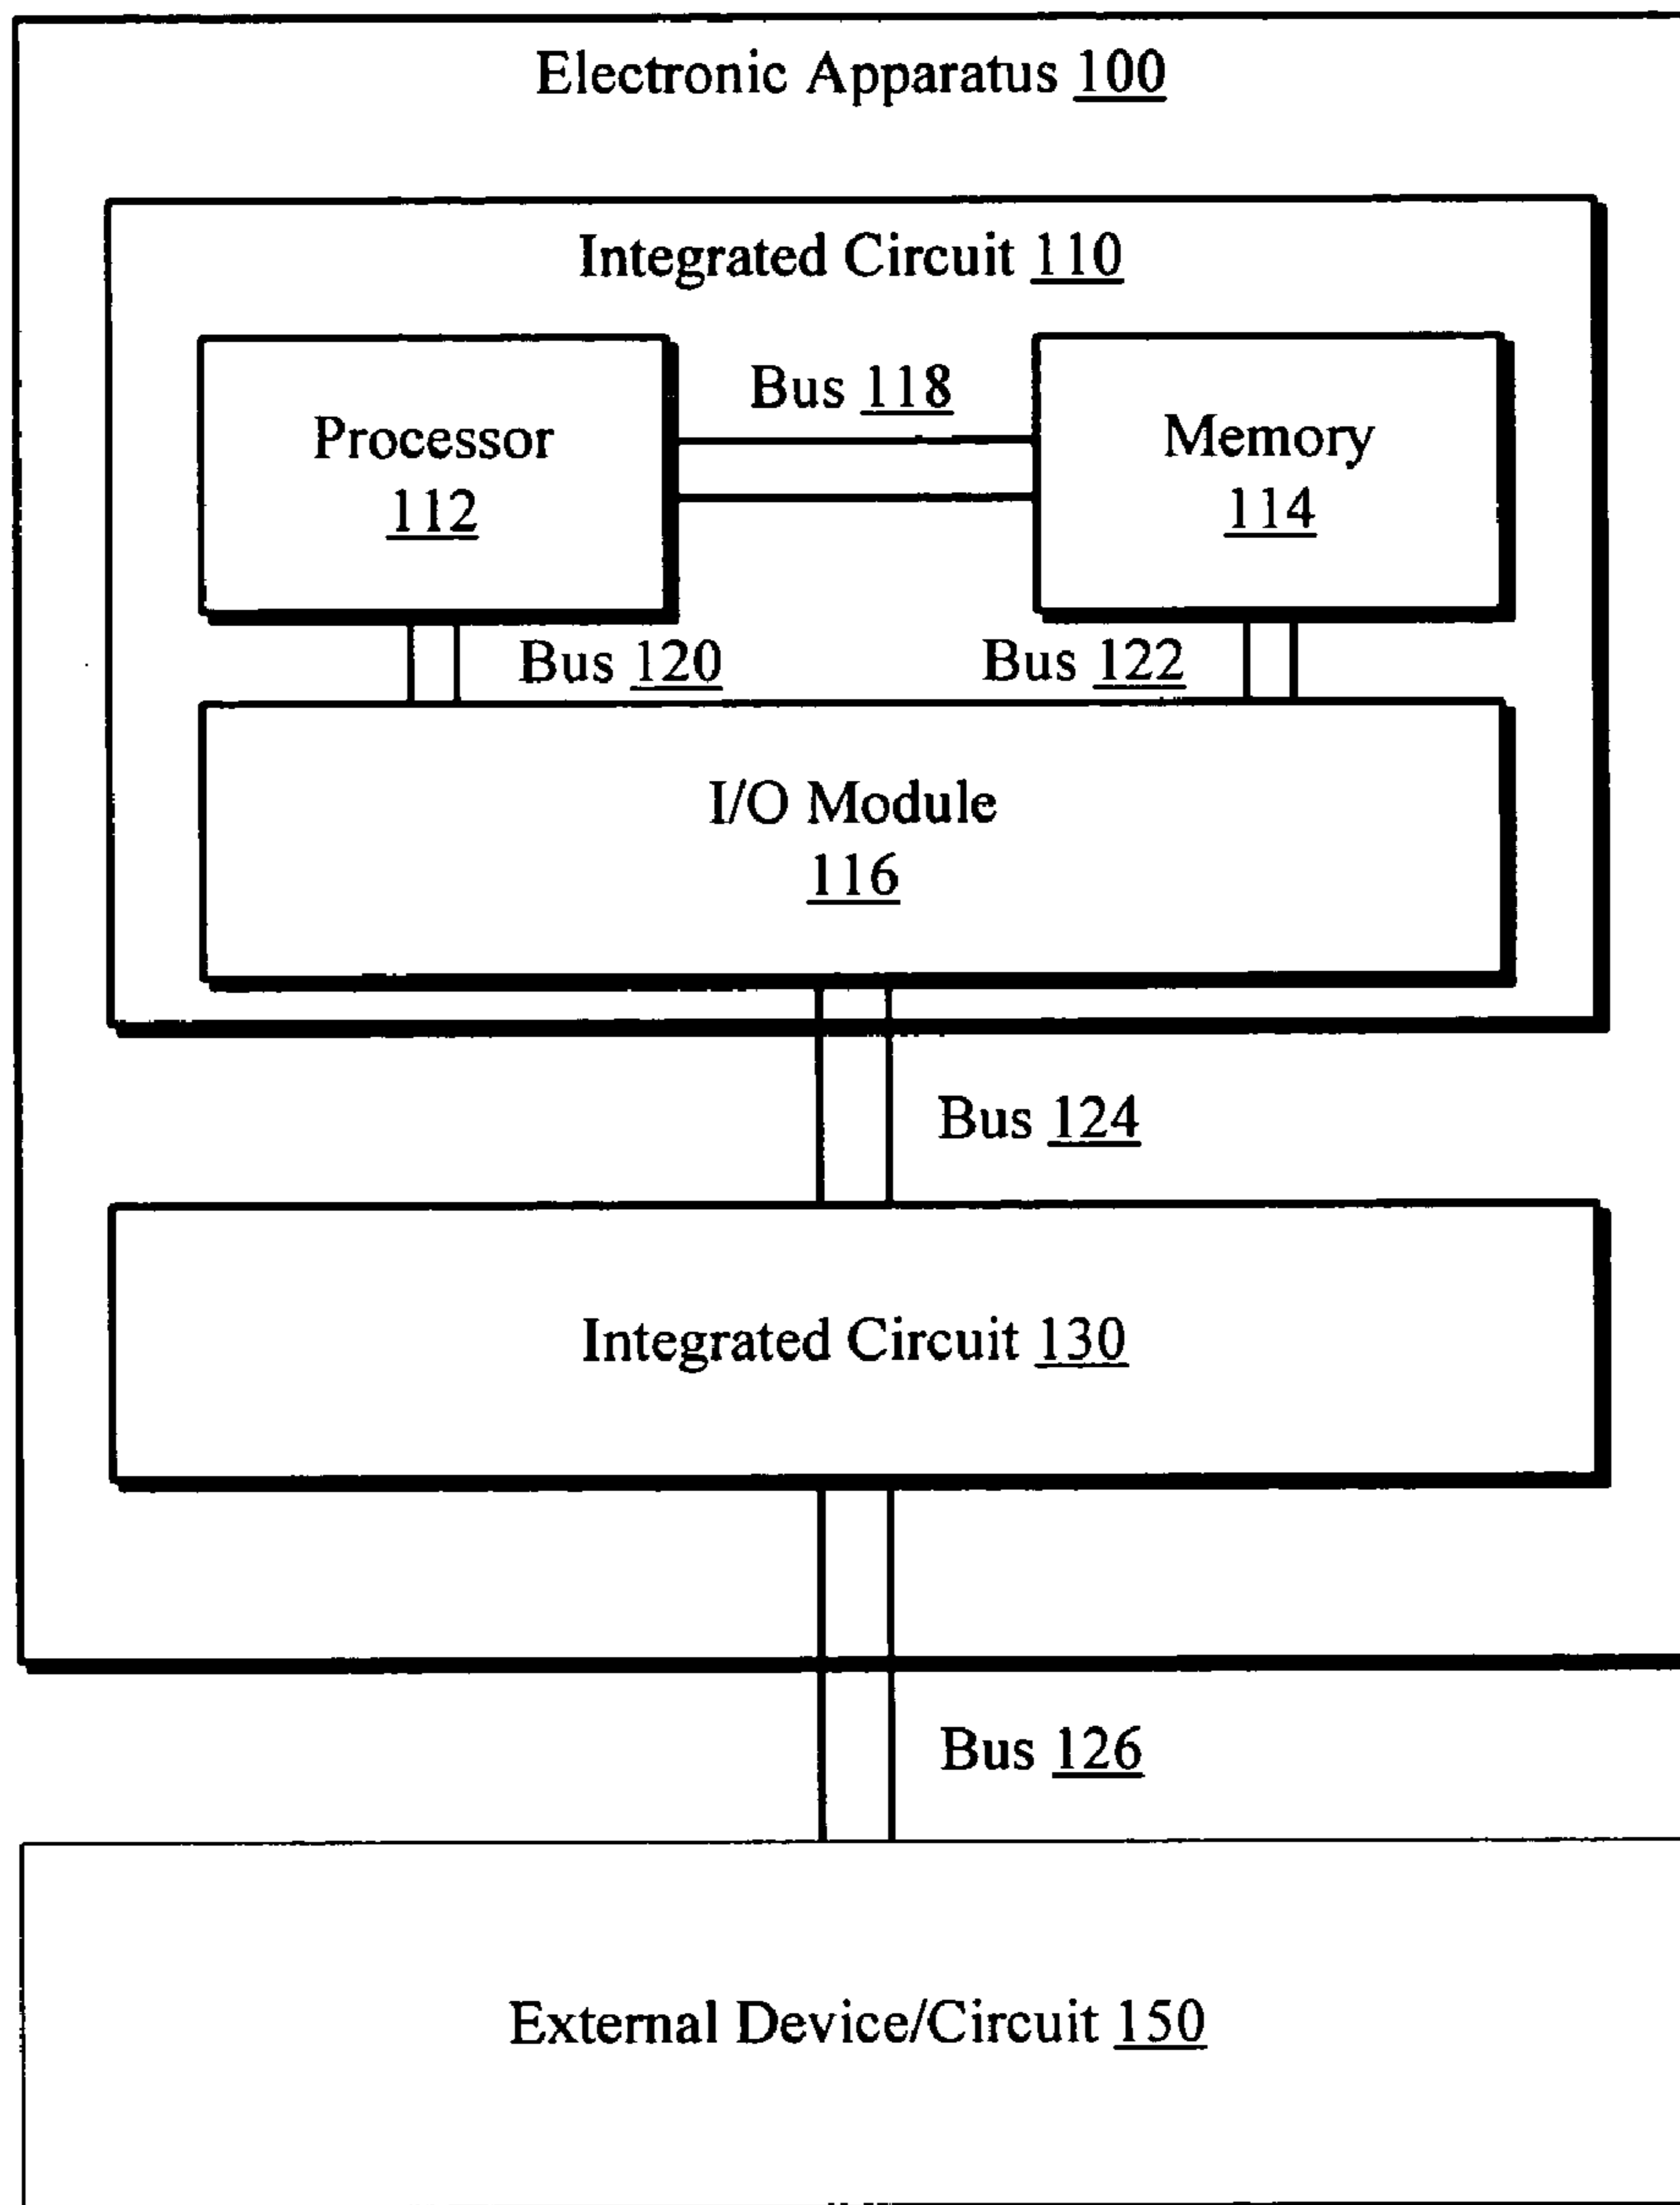 Electronic Apparatus 100
Integrated Circuit 110
Bus 118
Processor
112
Memory
114
Bus 120
Bus 122
I/O Module
116
Bus 124
Integrated Circuit 130
Bus 126
External Device/Circuit 150